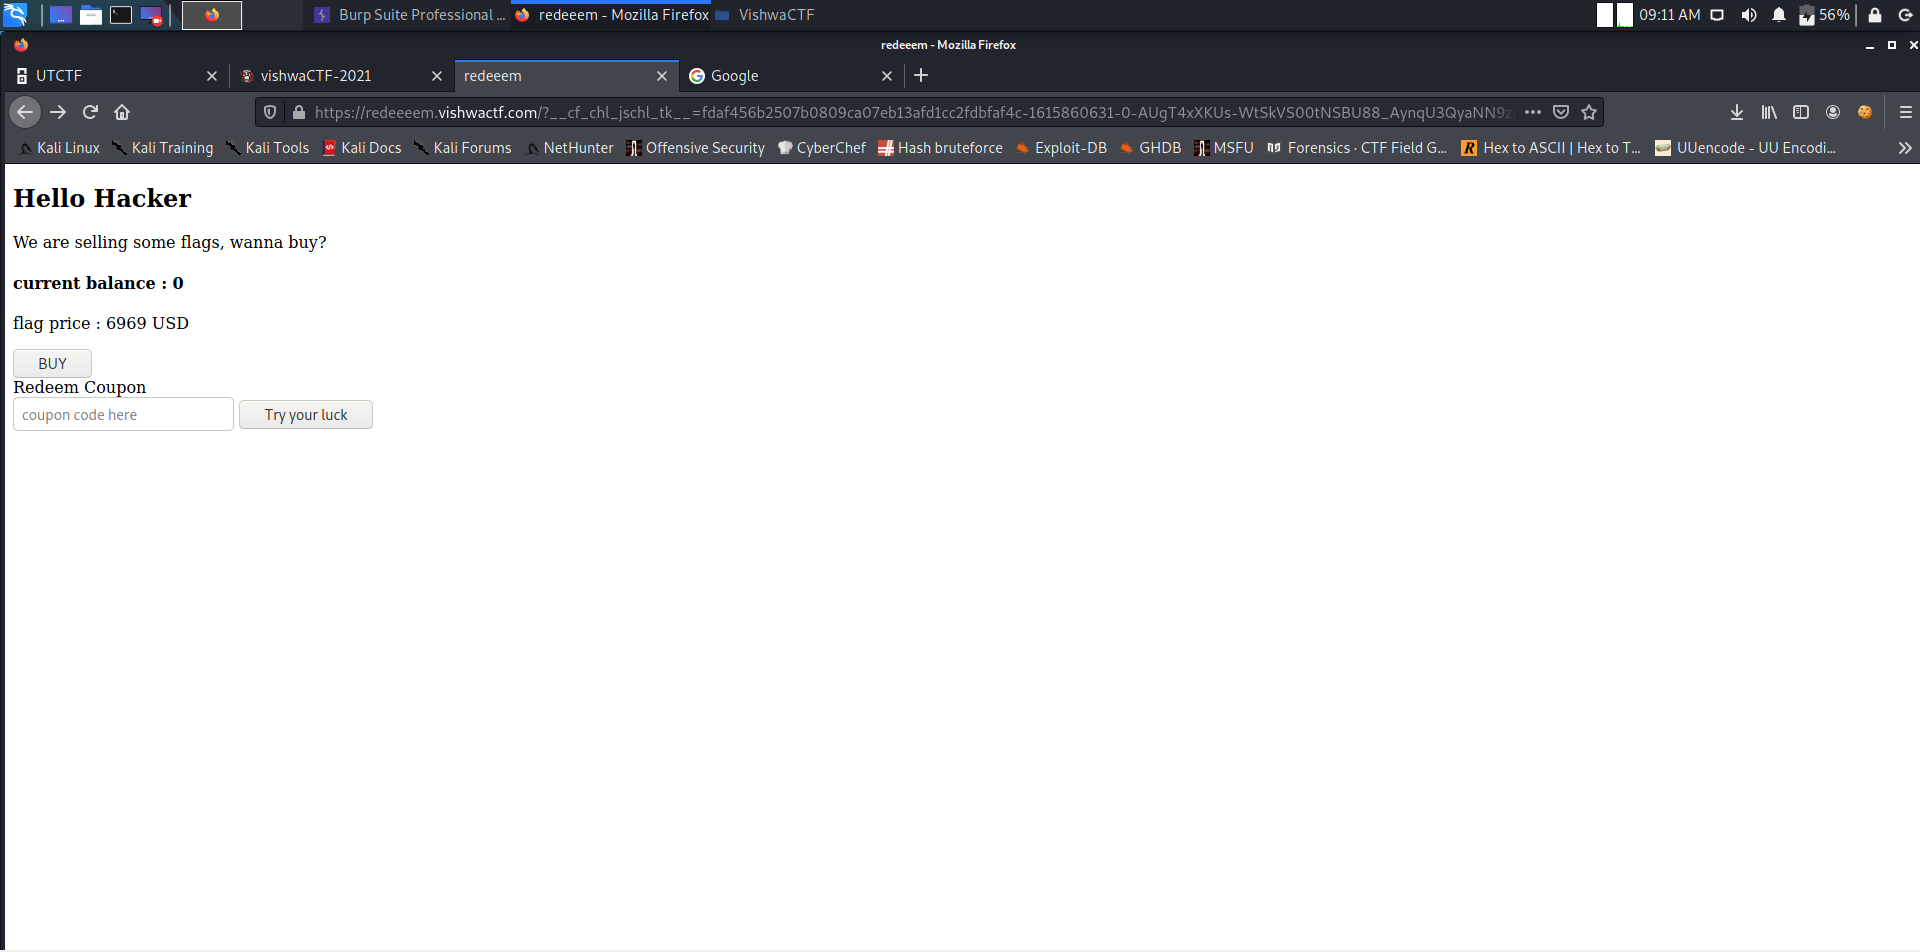 Burp Suite Professional ... redeeem - Mozilla Firefox VishwaCTF 09:11 AM 56%
redeeem - Mozilla Firefox
UTCTF vishwaCTF-2021 redeeem Google
https://redeeeem.vishwactf.com/?__cf_chl_jschl_tk__=fdaf456b2507b0809ca07eb13afd1cc2fdbfaf4c-1615860631-0-AUgT4xXKUs-WtSkVS00tNSBU88_AynqU3QyaNN9z
Kali Linux Kali Training Kali Tools Kali Docs Kali Forums NetHunter Offensive Security CyberChef Hash bruteforce Exploit-DB GHDB MSFU Forensics · CTF Field G... Hex to ASCII | Hex to T... UUencode - UU Encodi...
Hello Hacker
We are selling some flags, wanna buy?
current balance : 0
flag price : 6969 USD
BUY
Redeem Coupon
coupon code here Try your luck